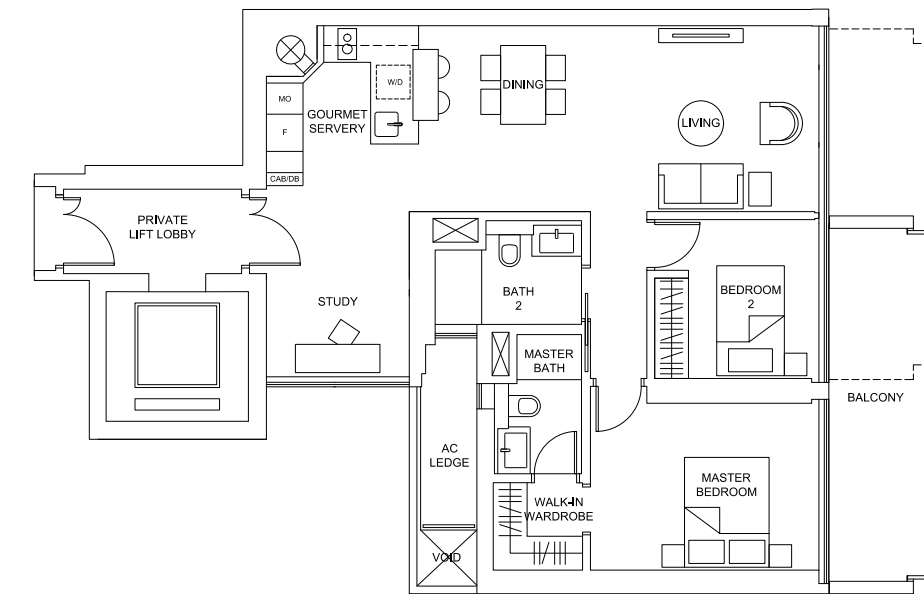 MO
W/D
DINING
GOURMET
SERVERY
F
LIVING
CAB/DB
PRIVATE
LIFT LOBBY
BATH
2
BEDROOM
2
STUDY
MASTER
BATH
BALCONY
AC
LEDGE
MASTER
BEDROOM
WALK-IN
WARDROBE
VOID